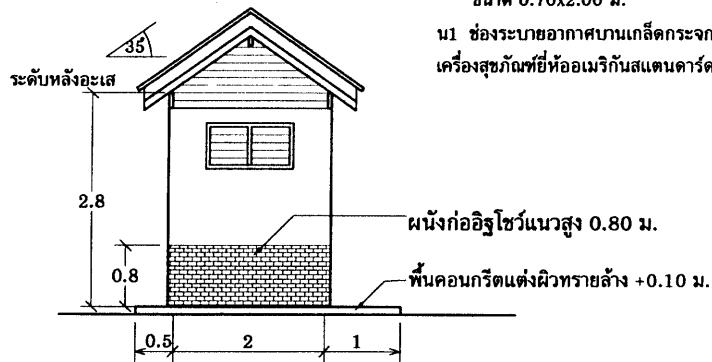 ขนาด 0.70x2.00 ม.
น1 ช่องระบายอากาศบานเกล็ดกระจก
เครื่องสุขภัณฑ์ยี่ห้ออเมริกันสแตนดาร์ด
35
ระดับหลังอะเส
2.8
ผนังก่ออิฐโชว์แนวสูง 0.80 ม.
0.8
พื้นคอนกรีตแต่งผิวทรายล้าง +0.10 ม.
0.5 2 1